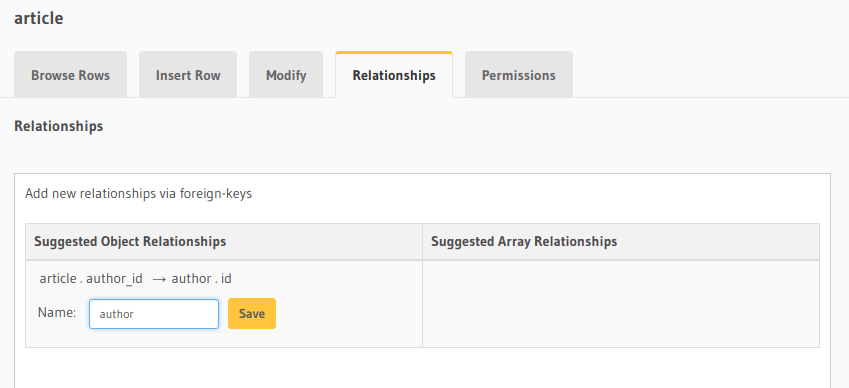 article
Browse Rows Insert Row Modify Relationships Permissions
Relationships
Add new relationships via foreign-keys
Suggested Object Relationships Suggested Array Relationships
article . author_id → author . id
Name: author Save